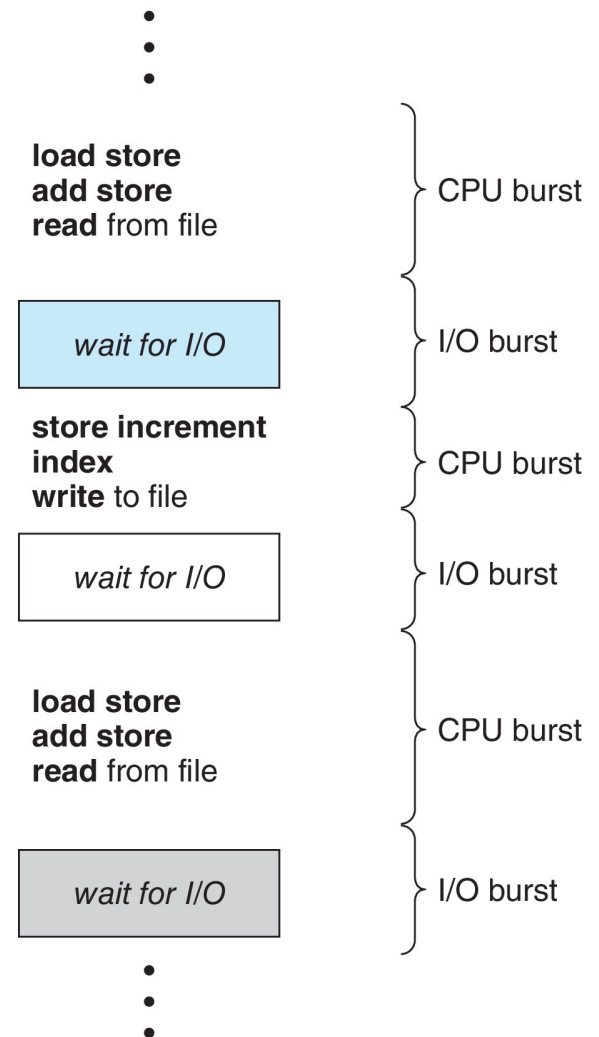 load store
add store
read from file
CPU burst
wait for I/O
I/O burst
store increment
index
write to file
CPU burst
wait for I/O
I/O burst
load store
add store
read from file
CPU burst
wait for I/O
I/O burst